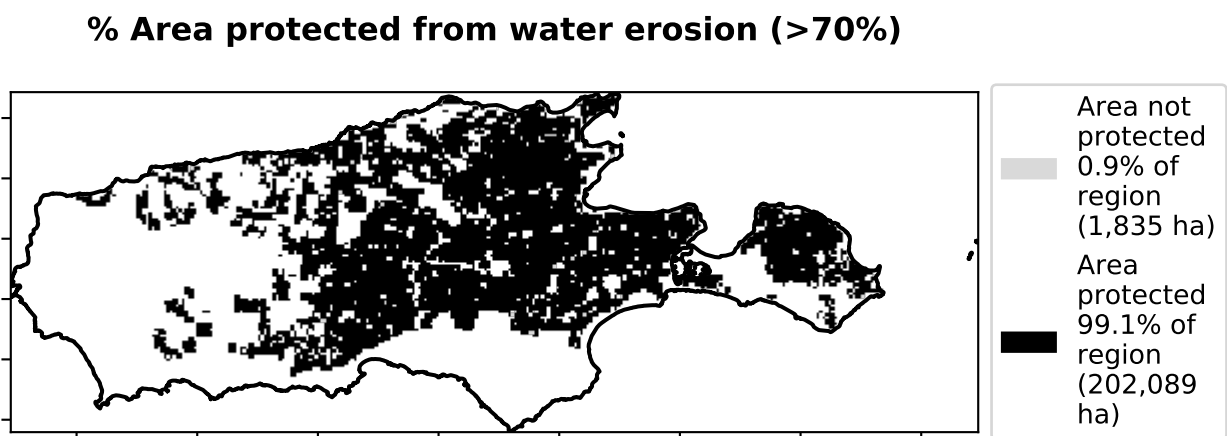 % Area protected from water erosion (>70%)
Area not
protected
0.9% of
region
(1,835 ha)
Area
protected
99.1% of
region
(202,089
ha)